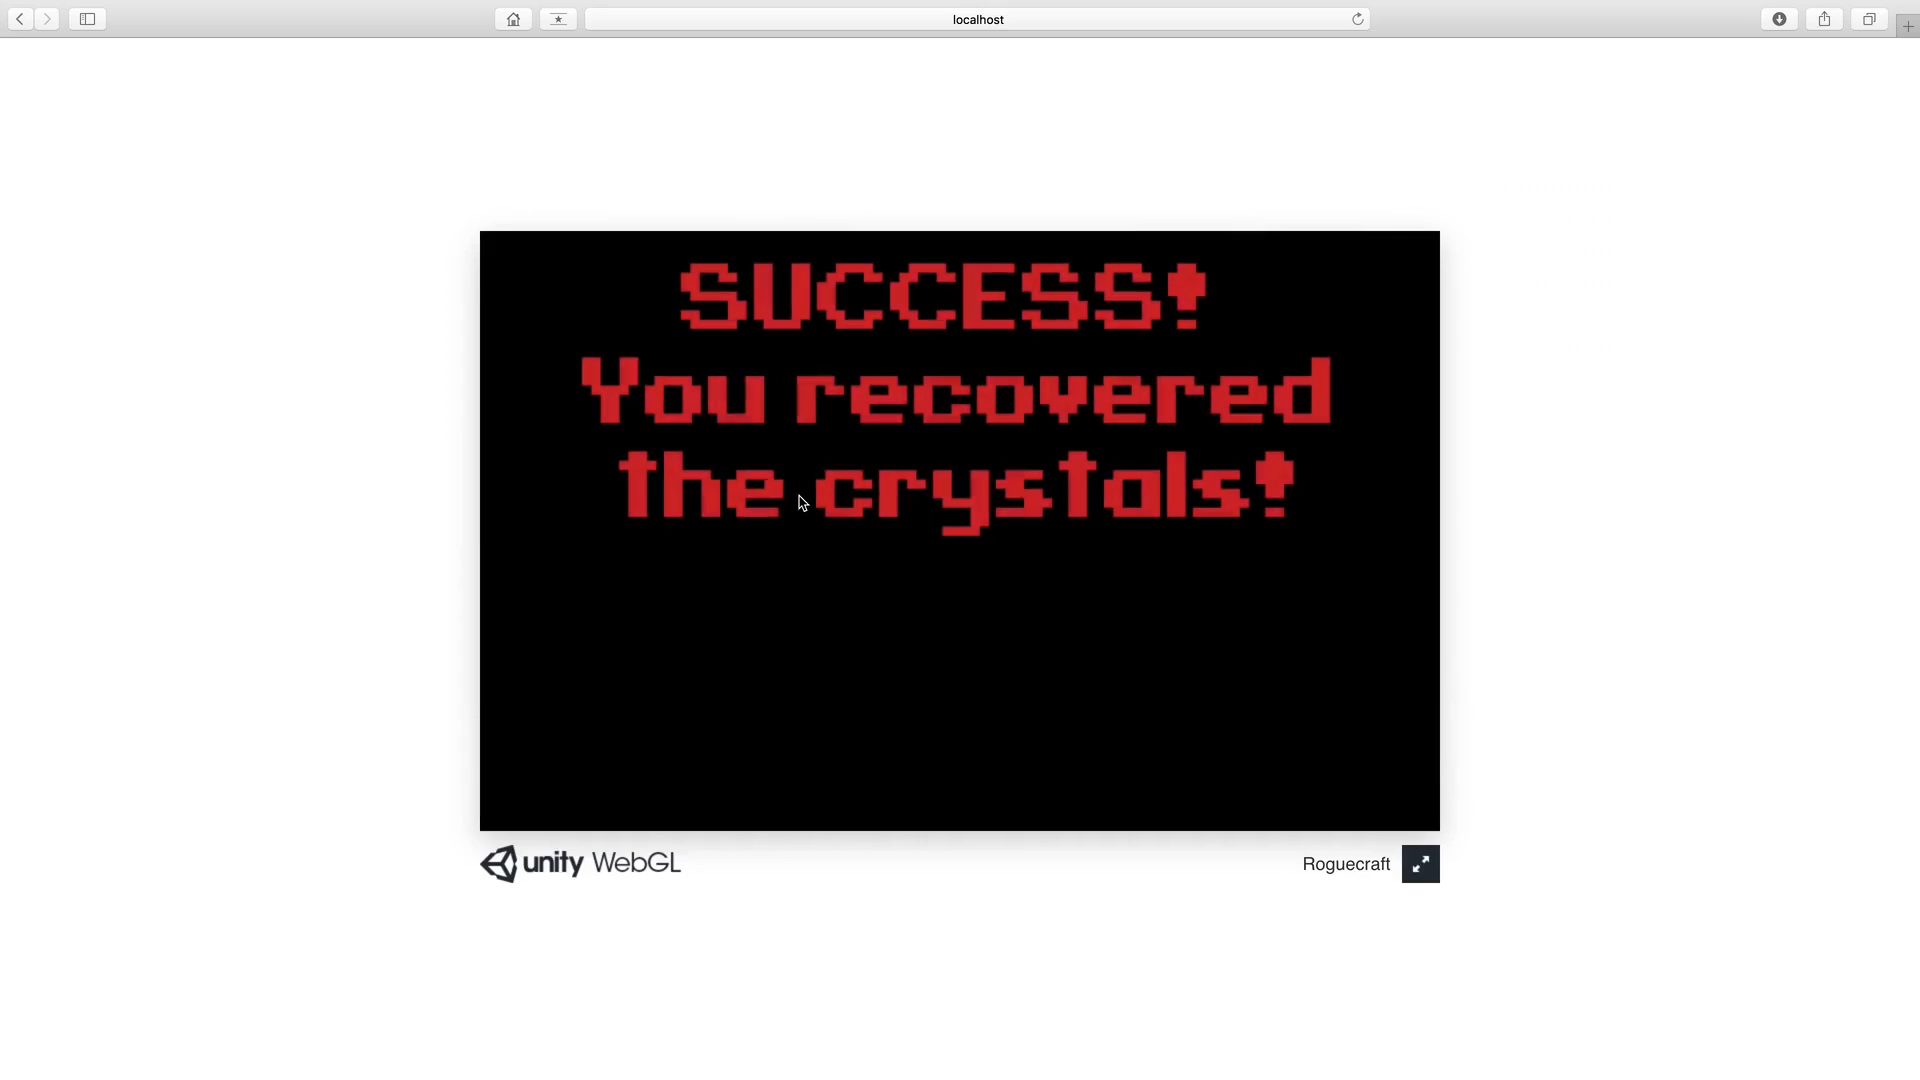 localhost
SUCCESS!
You recovered
the crystals!
unity WebGL
Roguecraft